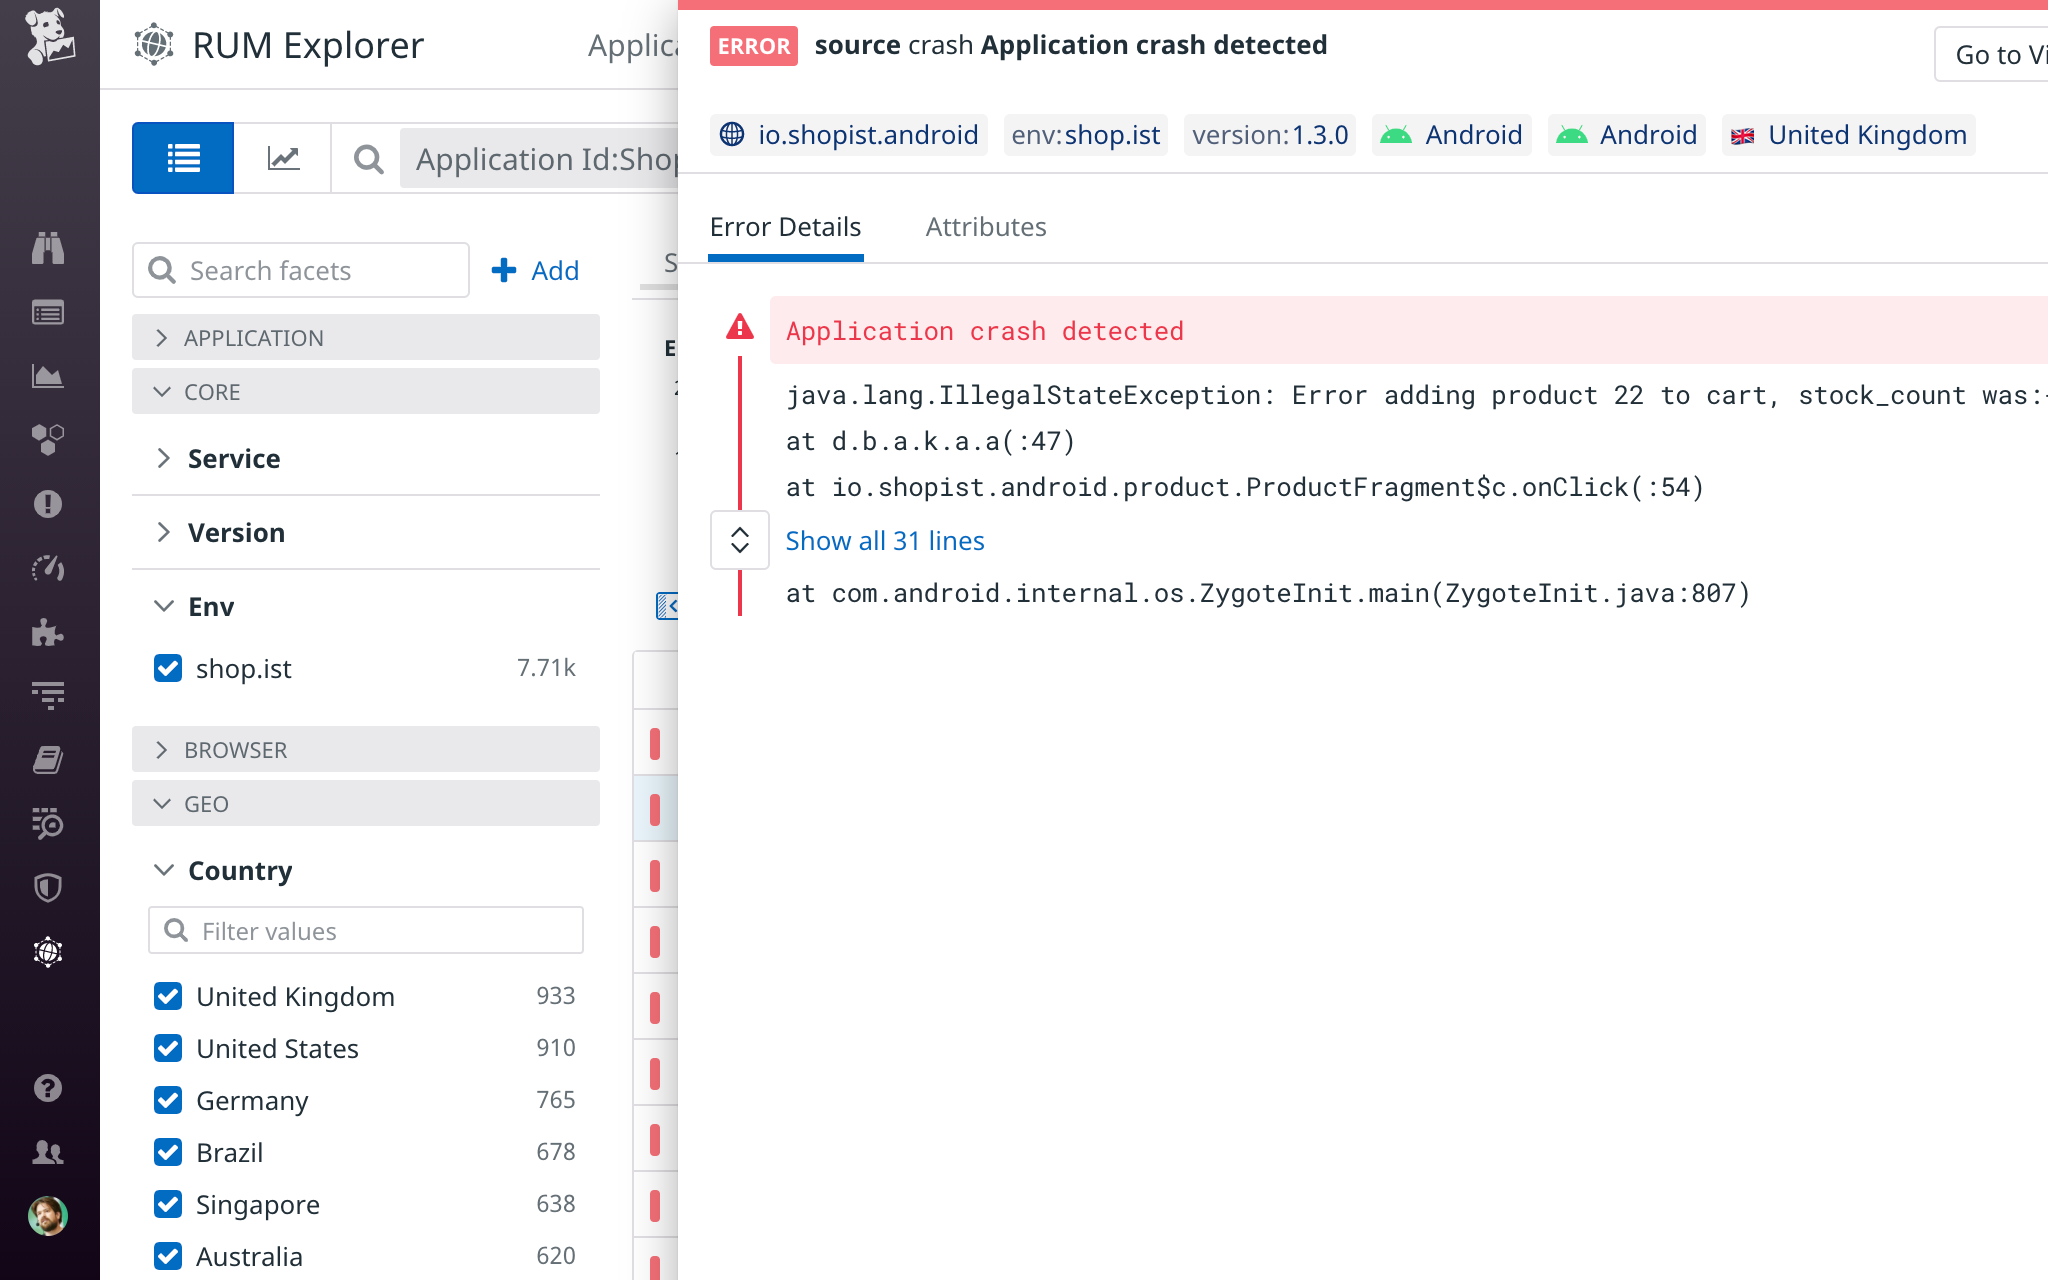 RUM Explorer
Application Id:Shop
Search facets
Add
APPLICATION
CORE
Service
Version
Env
shop.ist 7.71k
BROWSER
GEO
Country
Filter values
United Kingdom 933
United States 910
Germany 765
Brazil 678
Singapore 638
Australia 620
ERROR source crash Application crash detected
Go to Vi
io.shopist.android env:shop.ist version:1.3.0 Android Android United Kingdom
Error Details Attributes
Application crash detected
java.lang.IllegalStateException: Error adding product 22 to cart, stock_count was:
at d.b.a.k.a.a(:47)
at io.shopist.android.product.ProductFragment$c.onClick(:54)
Show all 31 lines
at com.android.internal.os.ZygoteInit.main(ZygoteInit.java:807)